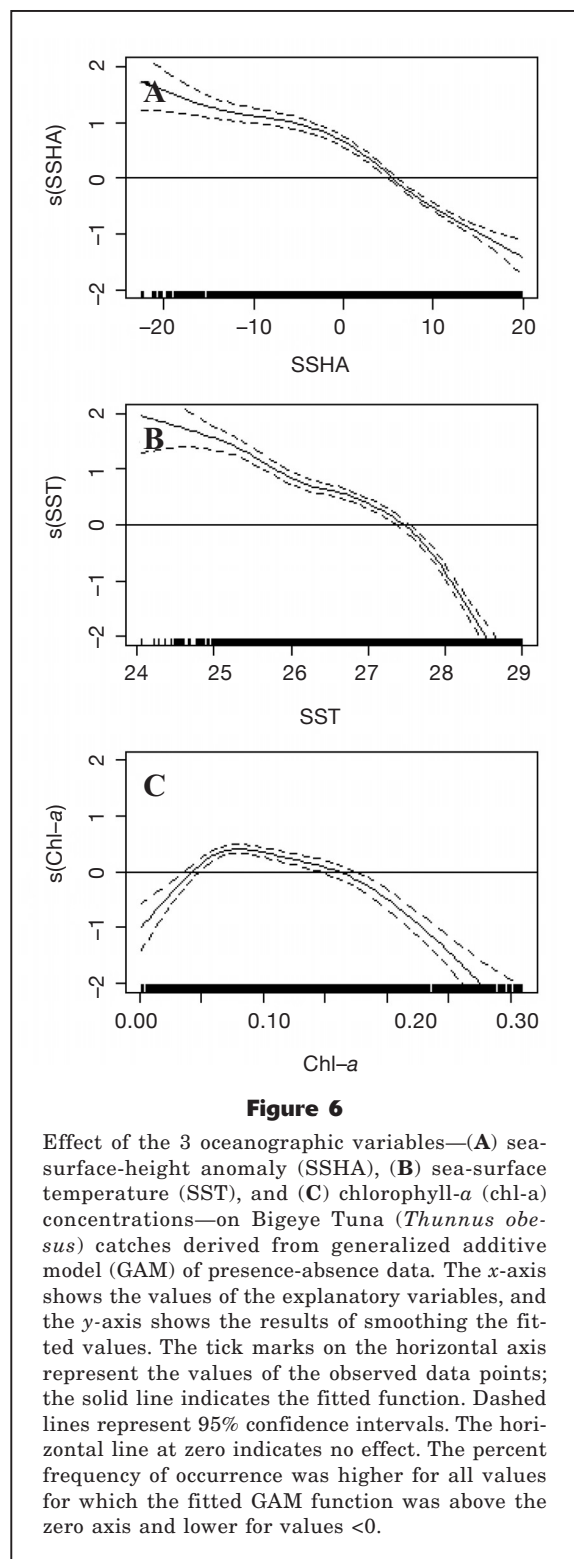 2
1
0
−1
−2
A
s(SSHA)
−20 −10 0 10 20
SSHA
2
1
0
−1
−2
B
s(SST)
24 25 26 27 28 29
SST
2
1
0
−1
−2
C
s(Chl–a)
0.00 0.10 0.20 0.30
Chl–a
Figure 6
Effect of the 3 oceanographic variables—(A) sea-
surface-height anomaly (SSHA), (B) sea-surface
temperature (SST), and (C) chlorophyll-a (chl-a)
concentrations—on Bigeye Tuna (Thunnus obe-
sus) catches derived from generalized additive
model (GAM) of presence-absence data. The x-axis
shows the values of the explanatory variables, and
the y-axis shows the results of smoothing the fit-
ted values. The tick marks on the horizontal axis
represent the values of the observed data points;
the solid line indicates the fitted function. Dashed
lines represent 95% confidence intervals. The hori-
zontal line at zero indicates no effect. The percent
frequency of occurrence was higher for all values
for which the fitted GAM function was above the
zero axis and lower for values <0.